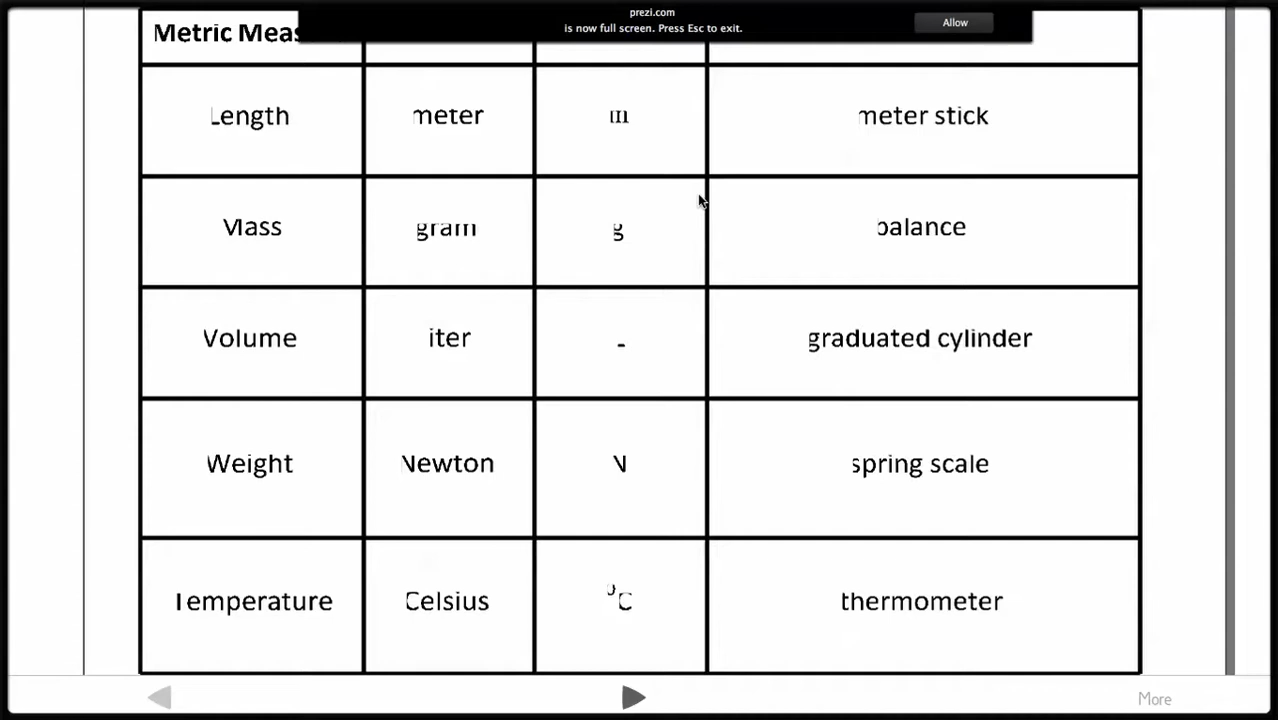 prezi.com
is now full screen. Press Esc to exit.
Allow
Metric Meas
Length meter m meter stick
Mass gram g balance
Volume liter L graduated cylinder
Weight Newton N spring scale
Temperature Celsius °C thermometer
More